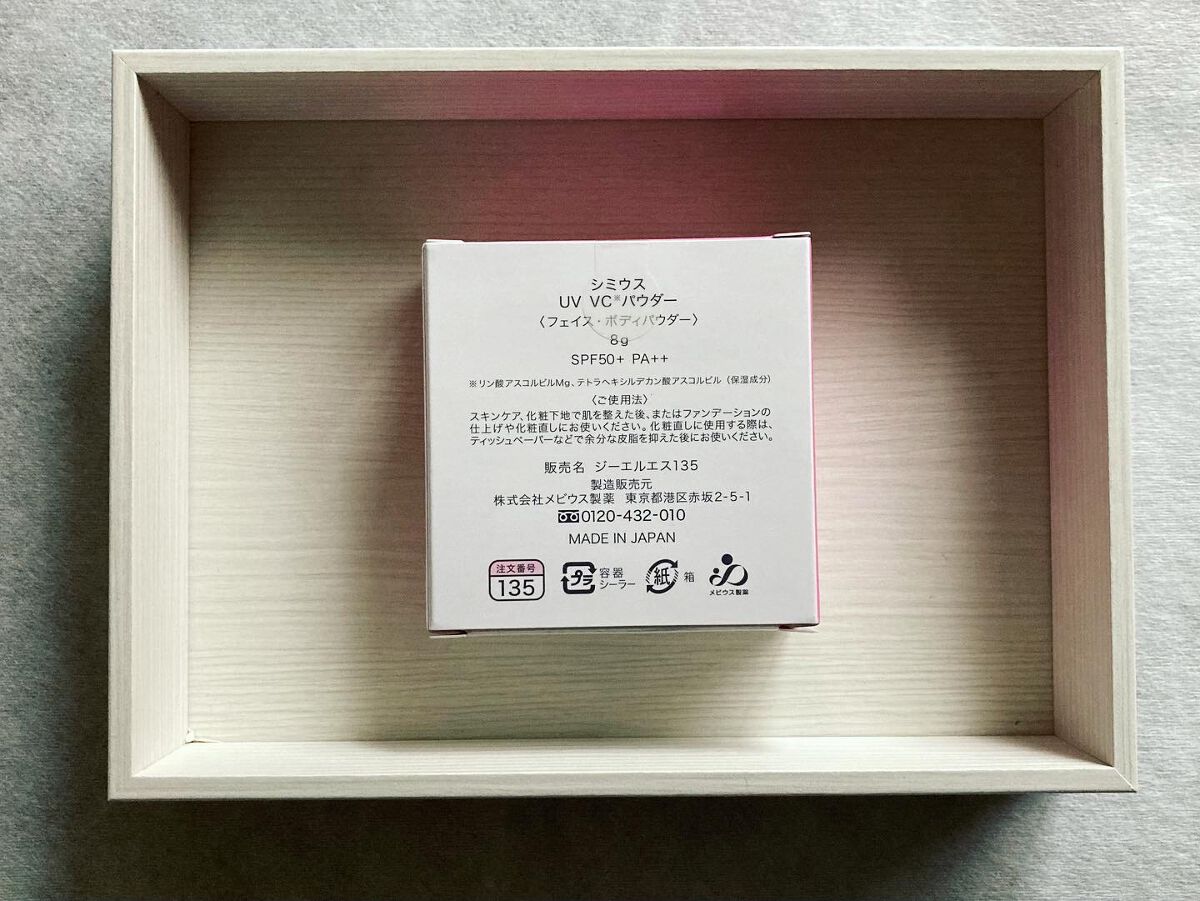 シミウス
UV VC※パウダー
〈フェイス・ボディパウダー〉
8g
SPF50+ PA++
※リン酸アスコルビルMg、テトラヘキシルデカン酸アスコルビル（保湿成分）
〈ご使用法〉
スキンケア、化粧下地で肌を整えた後、またはファンデーションの
仕上げや化粧直しにお使いください。化粧直しに使用する際は、
ティッシュペーパーなどで余分な皮脂を抑えた後にお使いください。
販売名 ジーエルエス135
製造販売元
株式会社メビウス製薬 東京都港区赤坂2-5-1
0120-432-010
MADE IN JAPAN
注文番号
135
プラ 容器
シーラー
紙 箱
メビウス製薬